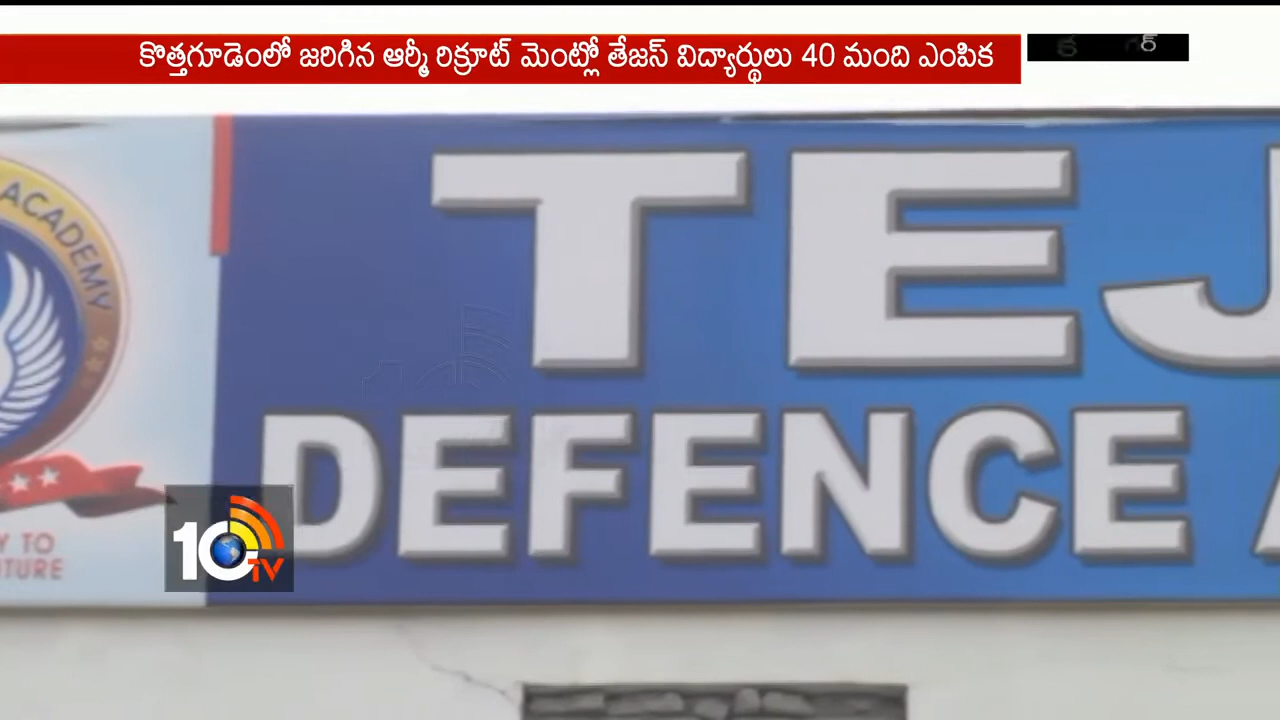 కొత్తగూడెంలో జరిగిన ఆర్మీ రిక్రూట్ మెంట్లో తేజస్ విద్యార్థులు 40 మంది ఎంపిక
ACADEMY
TEJ
DEFENCE A
Y TO
TURE
10TV